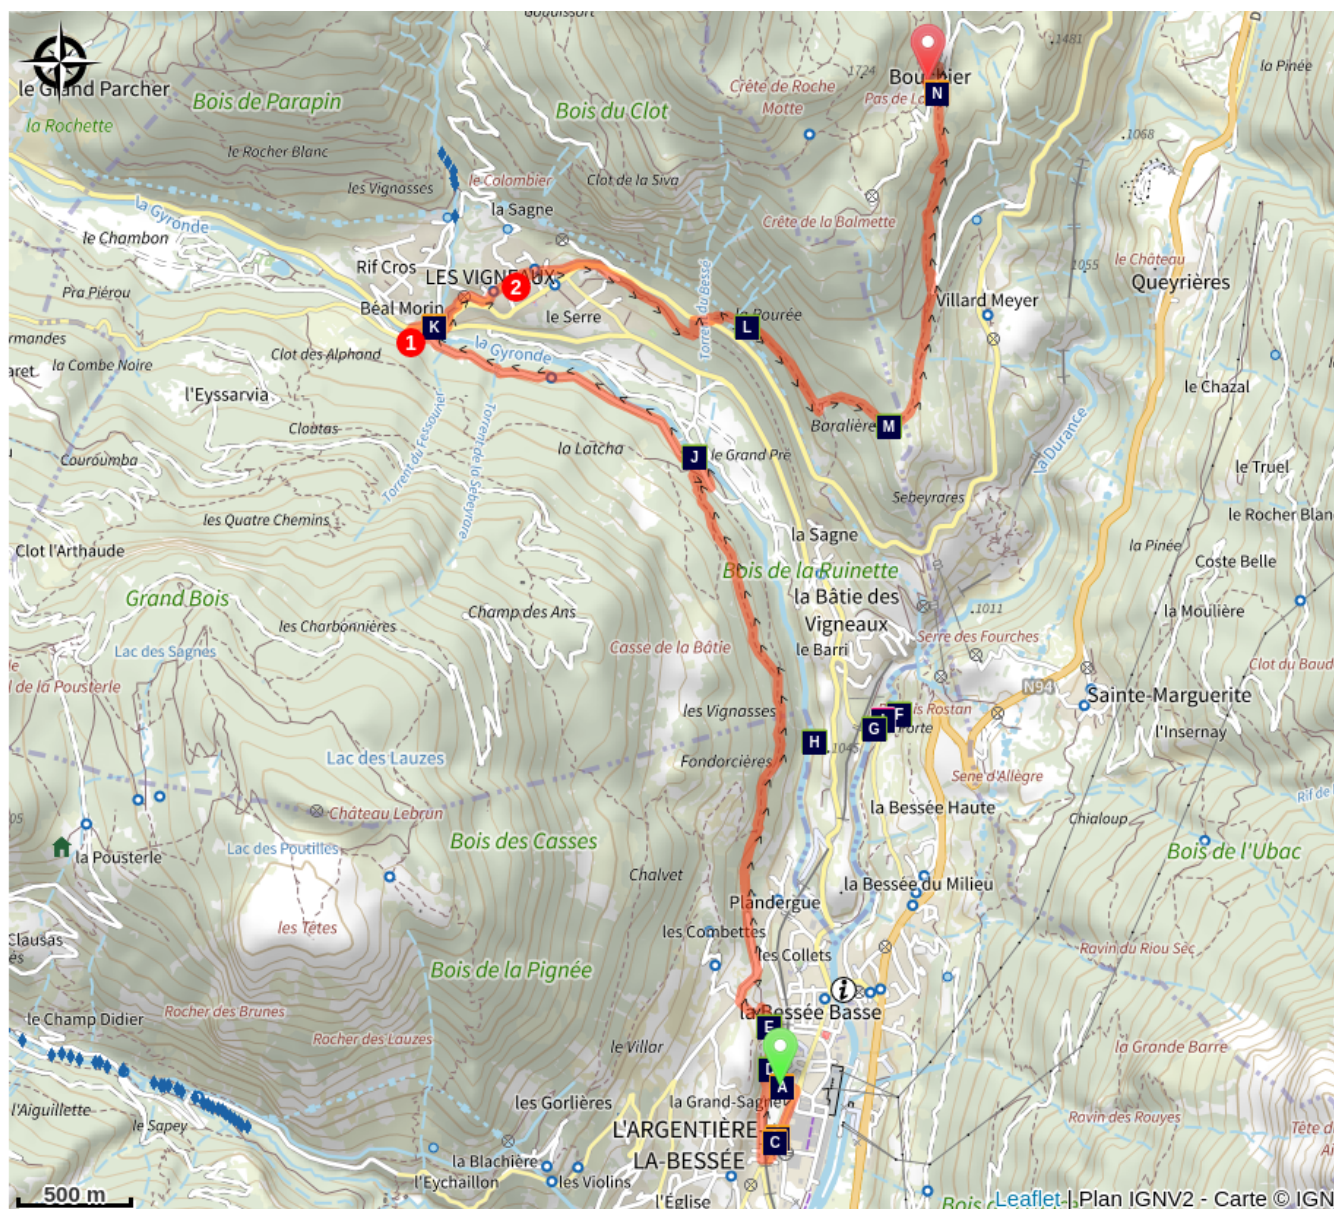 Gouaissart
1481
D
la Pinée
le Grand Parcher
Bois de Parapin
Bois du Clot
Crête de Roche
Motte
1724
Bouchier
N
la Rochette
le Rocher Blanc
1068
les Vignasses
le Colombier
Clot de la Siva
la Sagne
la Gyronde
Crête de la Balmette
le Chambon
le Château
1055
Rif Cros
LES VIGNEAUX
2
Queyrières
Pra Piérou
Béal Morin
K
le Serre
Torrent du Besse
la Pourée
L
Villard Meyer
1
la Gyronde
Clot des Alphond
la Combe Noire
l'Eyssarvia
le Chazal
Cloutas
Baralière
M
Torrent du Fessourier
Torrent de la Sébeyrare
la Latcha
J
le Grand Pré
la Durance
Couroumba
le Truel
les Quatre Chemins
Sebeyrares
le Rocher Blan
la Sagne
Clot l'Arthaude
la Pinée
Coste Belle
Bois de la Ruinette
Grand Bois
la Bâtie des
Vigneaux
1011
la Moulière
Champ des Ans
les Charbonnières
Lac des Sagnes
Casse de la Bâtie
le Barri
Serre des Fourches
Clot du Baud
l de la Pousterle
N94
Sainte-Marguerite
les Vignasses
F
is Rostan
G
l'Insernay
H
1045
Lac des Lauzes
Fondorcières
Sene d'Allègre
Rif de
Château Lebrun
la Bessée Haute
Chialoup
Bois des Casses
Lac des Poutilles
la Pousterle
Bois de l'Ubac
Chalvet
la Bessée du Milieu
Plandergue
les Têtes
les Combettes
Clausas
les Collets
Ravin du Riou Sec
Bois de la Pignée
i
Rocher des Brunes
la Bessée Basse
le Champ Didier
E
Rocher des Lauzes
le Villar
la Grande Barre
D
A
l'Aiguillette
les Gorlières
la Grand-Sagne
le Sapey
Ravin des Rouyes
L'ARGENTIÈRE
C
Tête d
LA-BESSÉE
la Blachière
l'Eychaillon
les Violins
l'Église
500 m
Leaflet | Plan IGNV2 - Carte © IGN